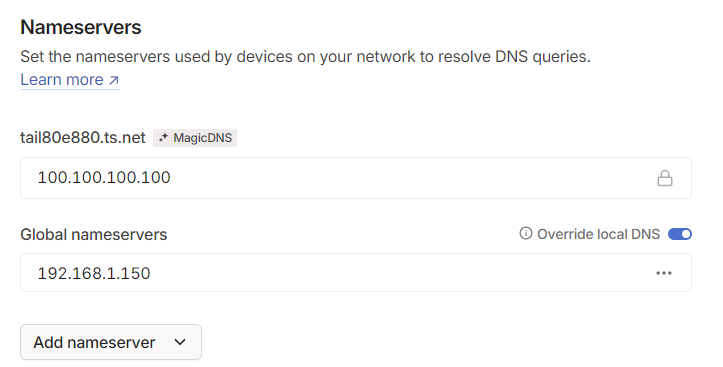 Nameservers
Set the nameservers used by devices on your network to resolve DNS queries.
Learn more ↗
tail80e880.ts.net MagicDNS
100.100.100.100
Global nameservers Override local DNS
192.168.1.150
Add nameserver